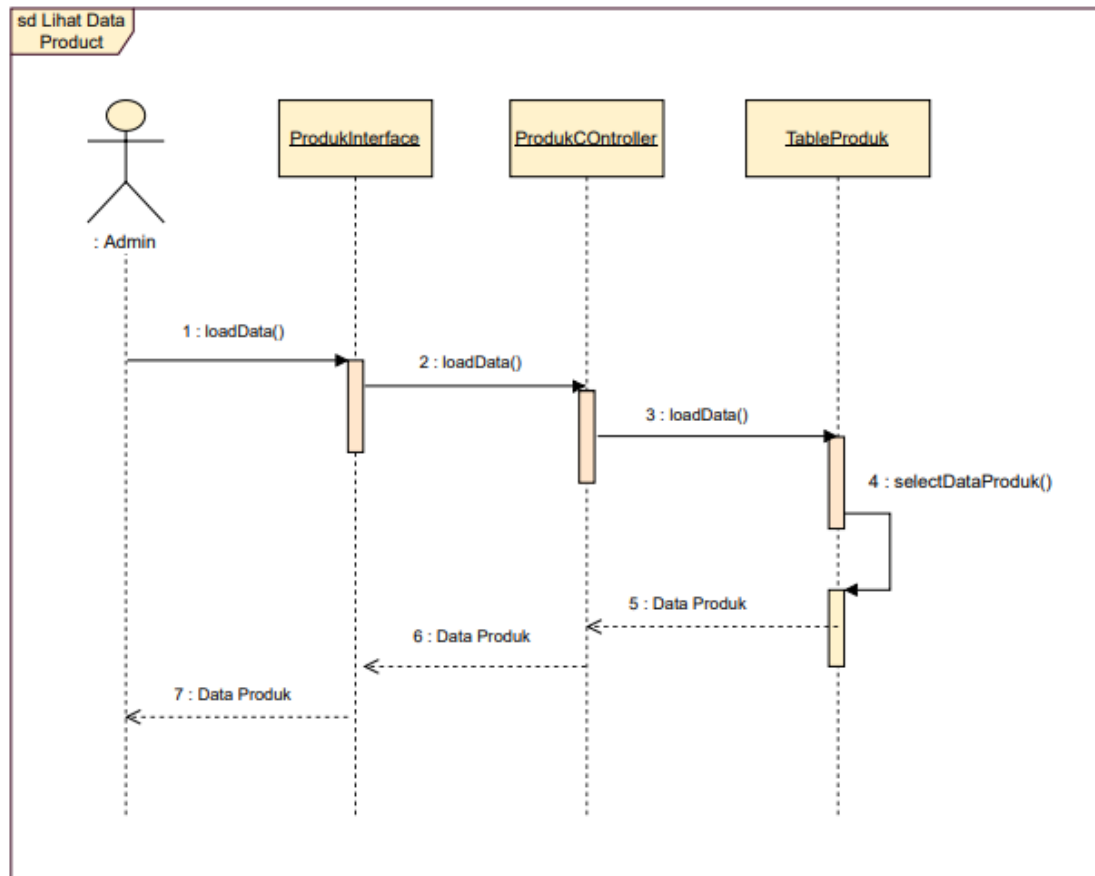 sd Lihat Data
Product
ProdukInterface
ProdukCOntroller
TableProduk
: Admin
1 : loadData()
2 : loadData()
3 : loadData()
4 : selectDataProduk()
5 : Data Produk
6 : Data Produk
7 : Data Produk